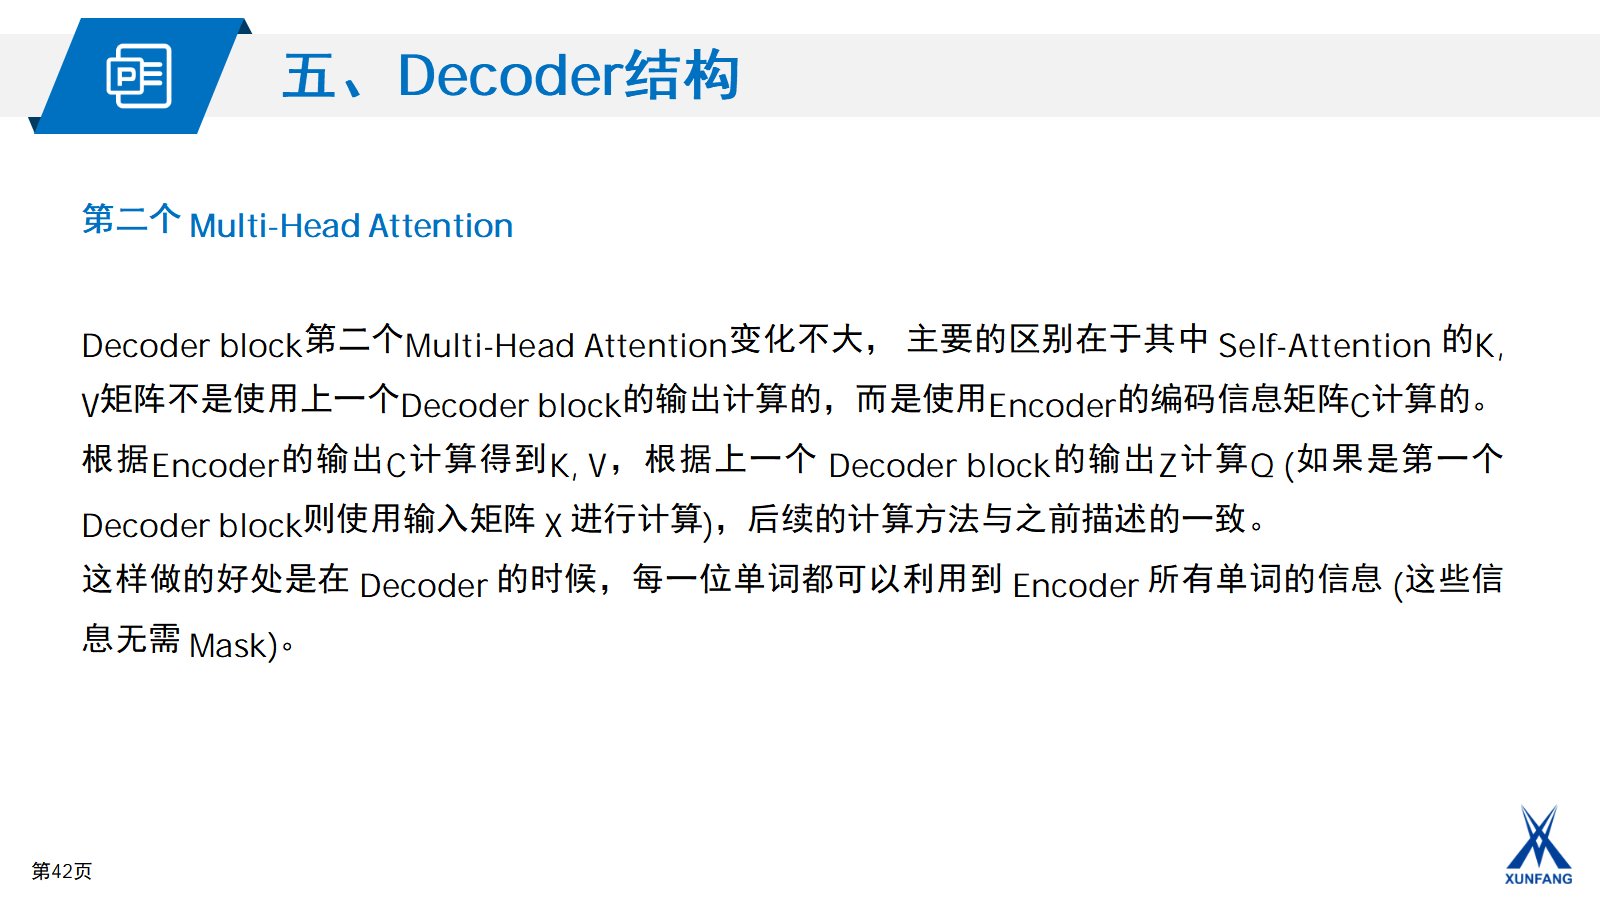 五、Decoder结构
第二个 Multi-Head Attention
Decoder block第二个Multi-Head Attention变化不大， 主要的区别在于其中 Self-Attention 的K,
V矩阵不是使用上一个Decoder block的输出计算的，而是使用Encoder的编码信息矩阵C计算的。
根据Encoder的输出C计算得到K, V，根据上一个 Decoder block的输出Z计算Q (如果是第一个
Decoder block则使用输入矩阵 X 进行计算)，后续的计算方法与之前描述的一致。
这样做的好处是在 Decoder 的时候，每一位单词都可以利用到 Encoder 所有单词的信息 (这些信
息无需 Mask)。
第42页
XUNFANG